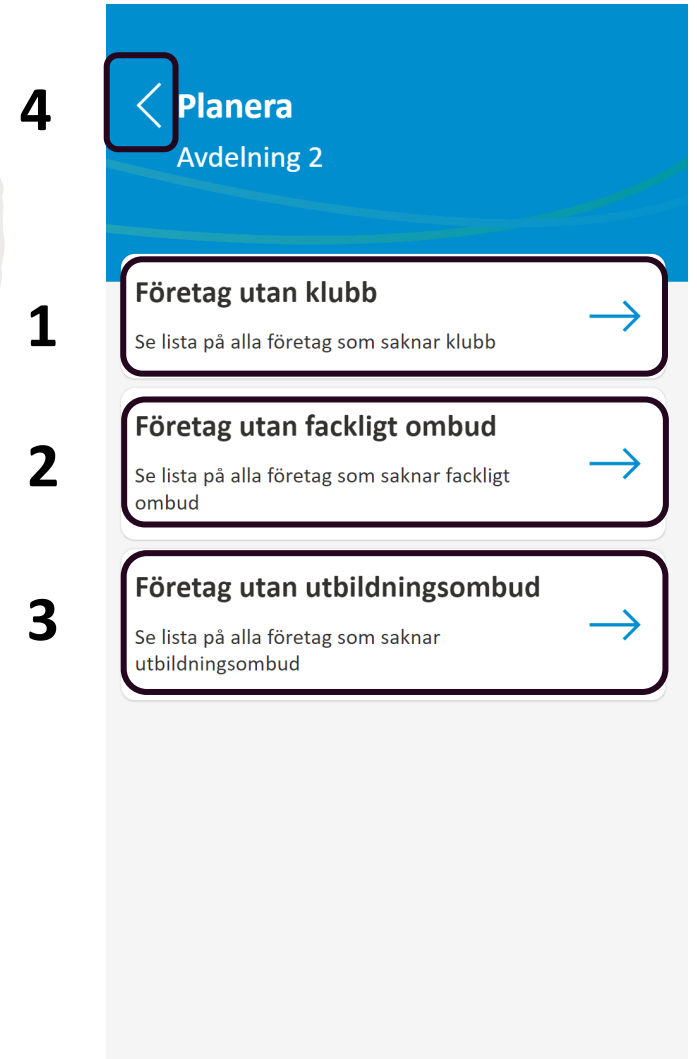 4
Planera
Avdelning 2
1
Företag utan klubb
Se lista på alla företag som saknar klubb
2
Företag utan fackligt ombud
Se lista på alla företag som saknar fackligt
ombud
3
Företag utan utbildningsombud
Se lista på alla företag som saknar
utbildningsombud